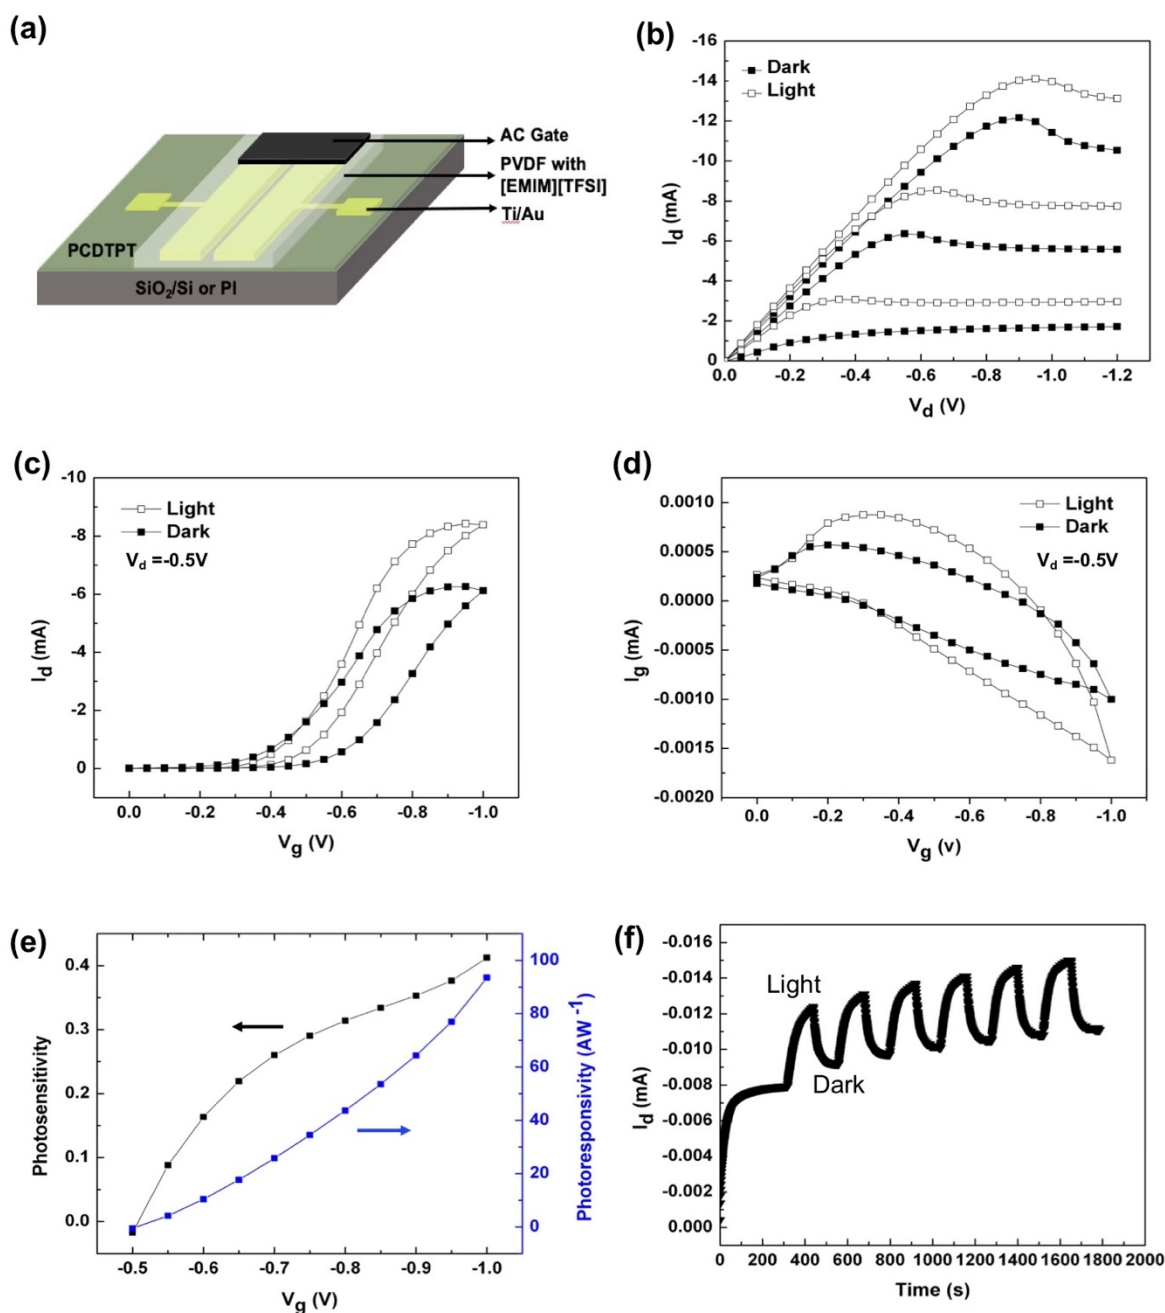 (a)
AC Gate
PVDF with
[EMIM][TFSI]
Ti/Au
PCDTPT
SiO2/Si or PI
(b)
-16
-14
-12
-10
-8
-6
-4
-2
0
Id (mA)
Dark
Light
0.0 -0.2 -0.4 -0.6 -0.8 -1.0 -1.2
Vd (V)
(c)
-10
-8
-6
-4
-2
0
Id (mA)
Light
Dark
Vd =-0.5V
0.0 -0.2 -0.4 -0.6 -0.8 -1.0
Vg (V)
(d)
0.0010
0.0005
0.0000
-0.0005
-0.0010
-0.0015
-0.0020
Ig (mA)
Light
Dark
Vd =-0.5V
0.0 -0.2 -0.4 -0.6 -0.8 -1.0
Vg (v)
(e)
0.4
0.3
0.2
0.1
0.0
Photosensitivity
100
80
60
40
20
0
Photoresponsivity (AW-1)
-0.5 -0.6 -0.7 -0.8 -0.9 -1.0
Vg (V)
(f)
-0.016
-0.014
-0.012
-0.010
-0.008
-0.006
-0.004
-0.002
0.000
Id (mA)
Light
Dark
0 200 400 600 800 1000 1200 1400 1600 1800 2000
Time (s)